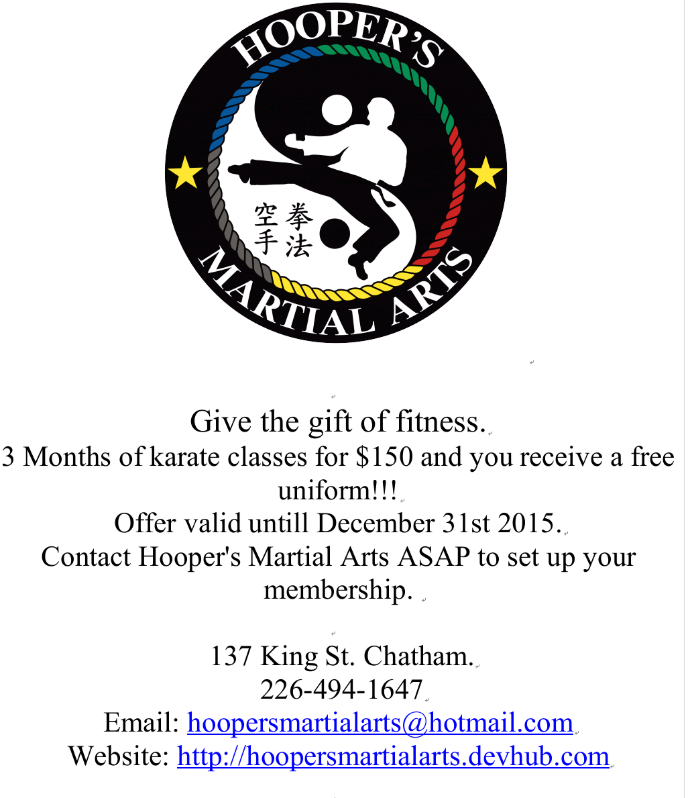 HOOPER'S
空手
拳法
MARTIAL ARTS
Give the gift of fitness.
3 Months of karate classes for $150 and you receive a free
uniform!!!
Offer valid untill December 31st 2015.
Contact Hooper's Martial Arts ASAP to set up your
membership.
137 King St. Chatham.
226-494-1647
Email: hoopersmartialarts@hotmail.com
Website: http://hoopersmartialarts.devhub.com